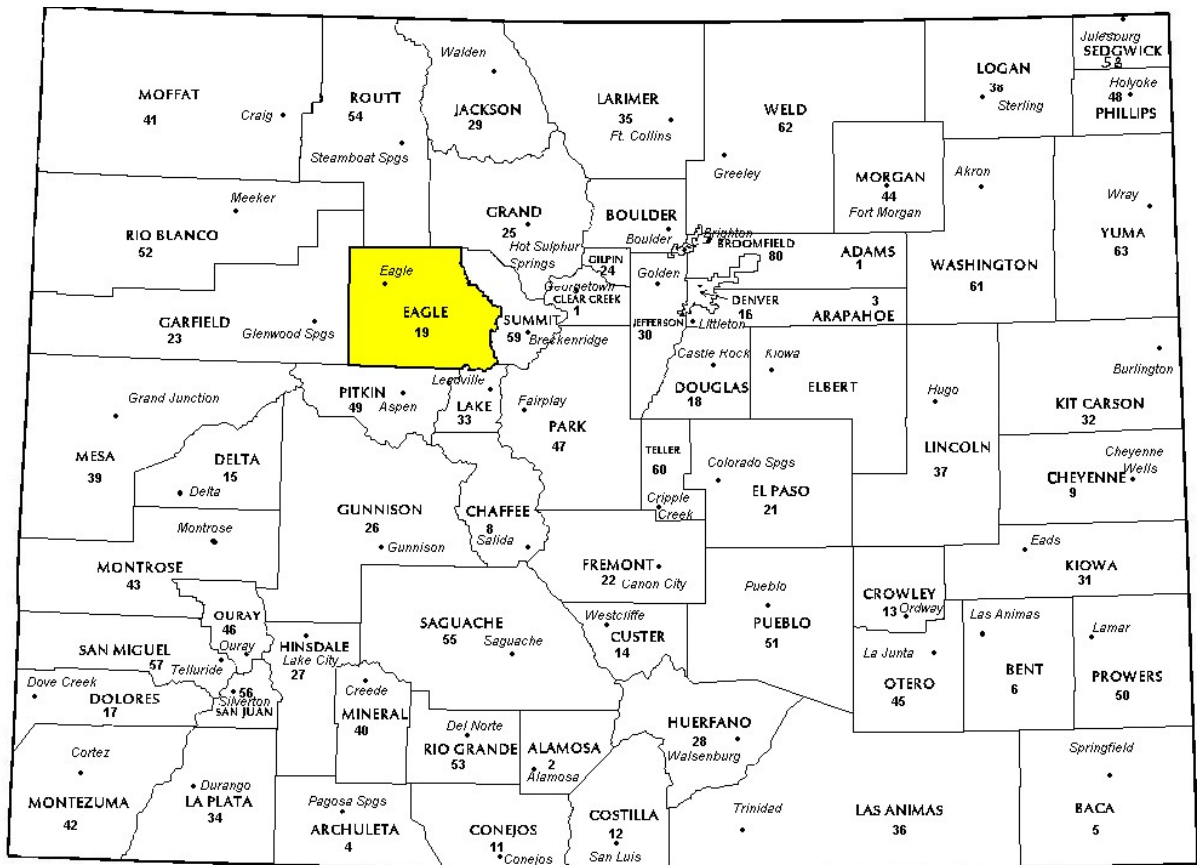 Julesburg
SEDGWICK
58
Walden
LOGAN
38
Sterling
Holyoke
48
PHILLIPS
MOFFAT
41
Craig
ROUTT
54
Steamboat Spgs
JACKSON
29
LARIMER
35
Ft. Collins
WELD
62
Greeley
MORGAN
44
Fort Morgan
Akron
WASHINGTON
61
Wray
YUMA
63
Meeker
RIO BLANCO
52
GRAND
25
Hot Sulphur
Springs
BOULDER
Boulder
Brighton
BROOMFIELD
80
ADAMS
1
GILPIN
24
Golden
Georgetown
CLEAR CREEK
1
DENVER
16
3
ARAPAHOE
Littleton
JEFFERSON
30
Eagle
EAGLE
19
SUMMIT
59
Breckenridge
GARFIELD
23
Glenwood Spgs
Castle Rock
DOUGLAS
18
Kiowa
ELBERT
Hugo
LINCOLN
37
Burlington
KIT CARSON
32
PITKIN
49
Aspen
Leadville
LAKE
33
Fairplay
PARK
47
Grand Junction
MESA
39
DELTA
15
Delta
TELLER
60
Cripple
Creek
Colorado Spgs
EL PASO
21
Cheyenne
Wells
CHEYENNE
9
GUNNISON
26
Gunnison
CHAFFEE
8
Salida
Montrose
MONTROSE
43
FREMONT
22
Canon City
Eads
KIOWA
31
Pueblo
PUEBLO
51
CROWLEY
13
Ordway
OURAY
46
Ouray
HINSDALE
Lake City
27
SAGUACHE
55
Saguache
Westcliffe
CUSTER
14
Las Animas
BENT
6
Lamar
PROWERS
50
La Junta
OTERO
45
SAN MIGUEL
57
Telluride
Dove Creek
DOLORES
17
56
Silverton
SAN JUAN
Creede
MINERAL
40
Del Norte
RIO GRANDE
53
ALAMOSA
2
Alamosa
HUERFANO
28
Walsenburg
Cortez
MONTEZUMA
42
Durango
LA PLATA
34
Pagosa Spgs
ARCHULETA
4
CONEJOS
11
Conejos
COSTILLA
12
San Luis
Trinidad
LAS ANIMAS
36
Springfield
BACA
5